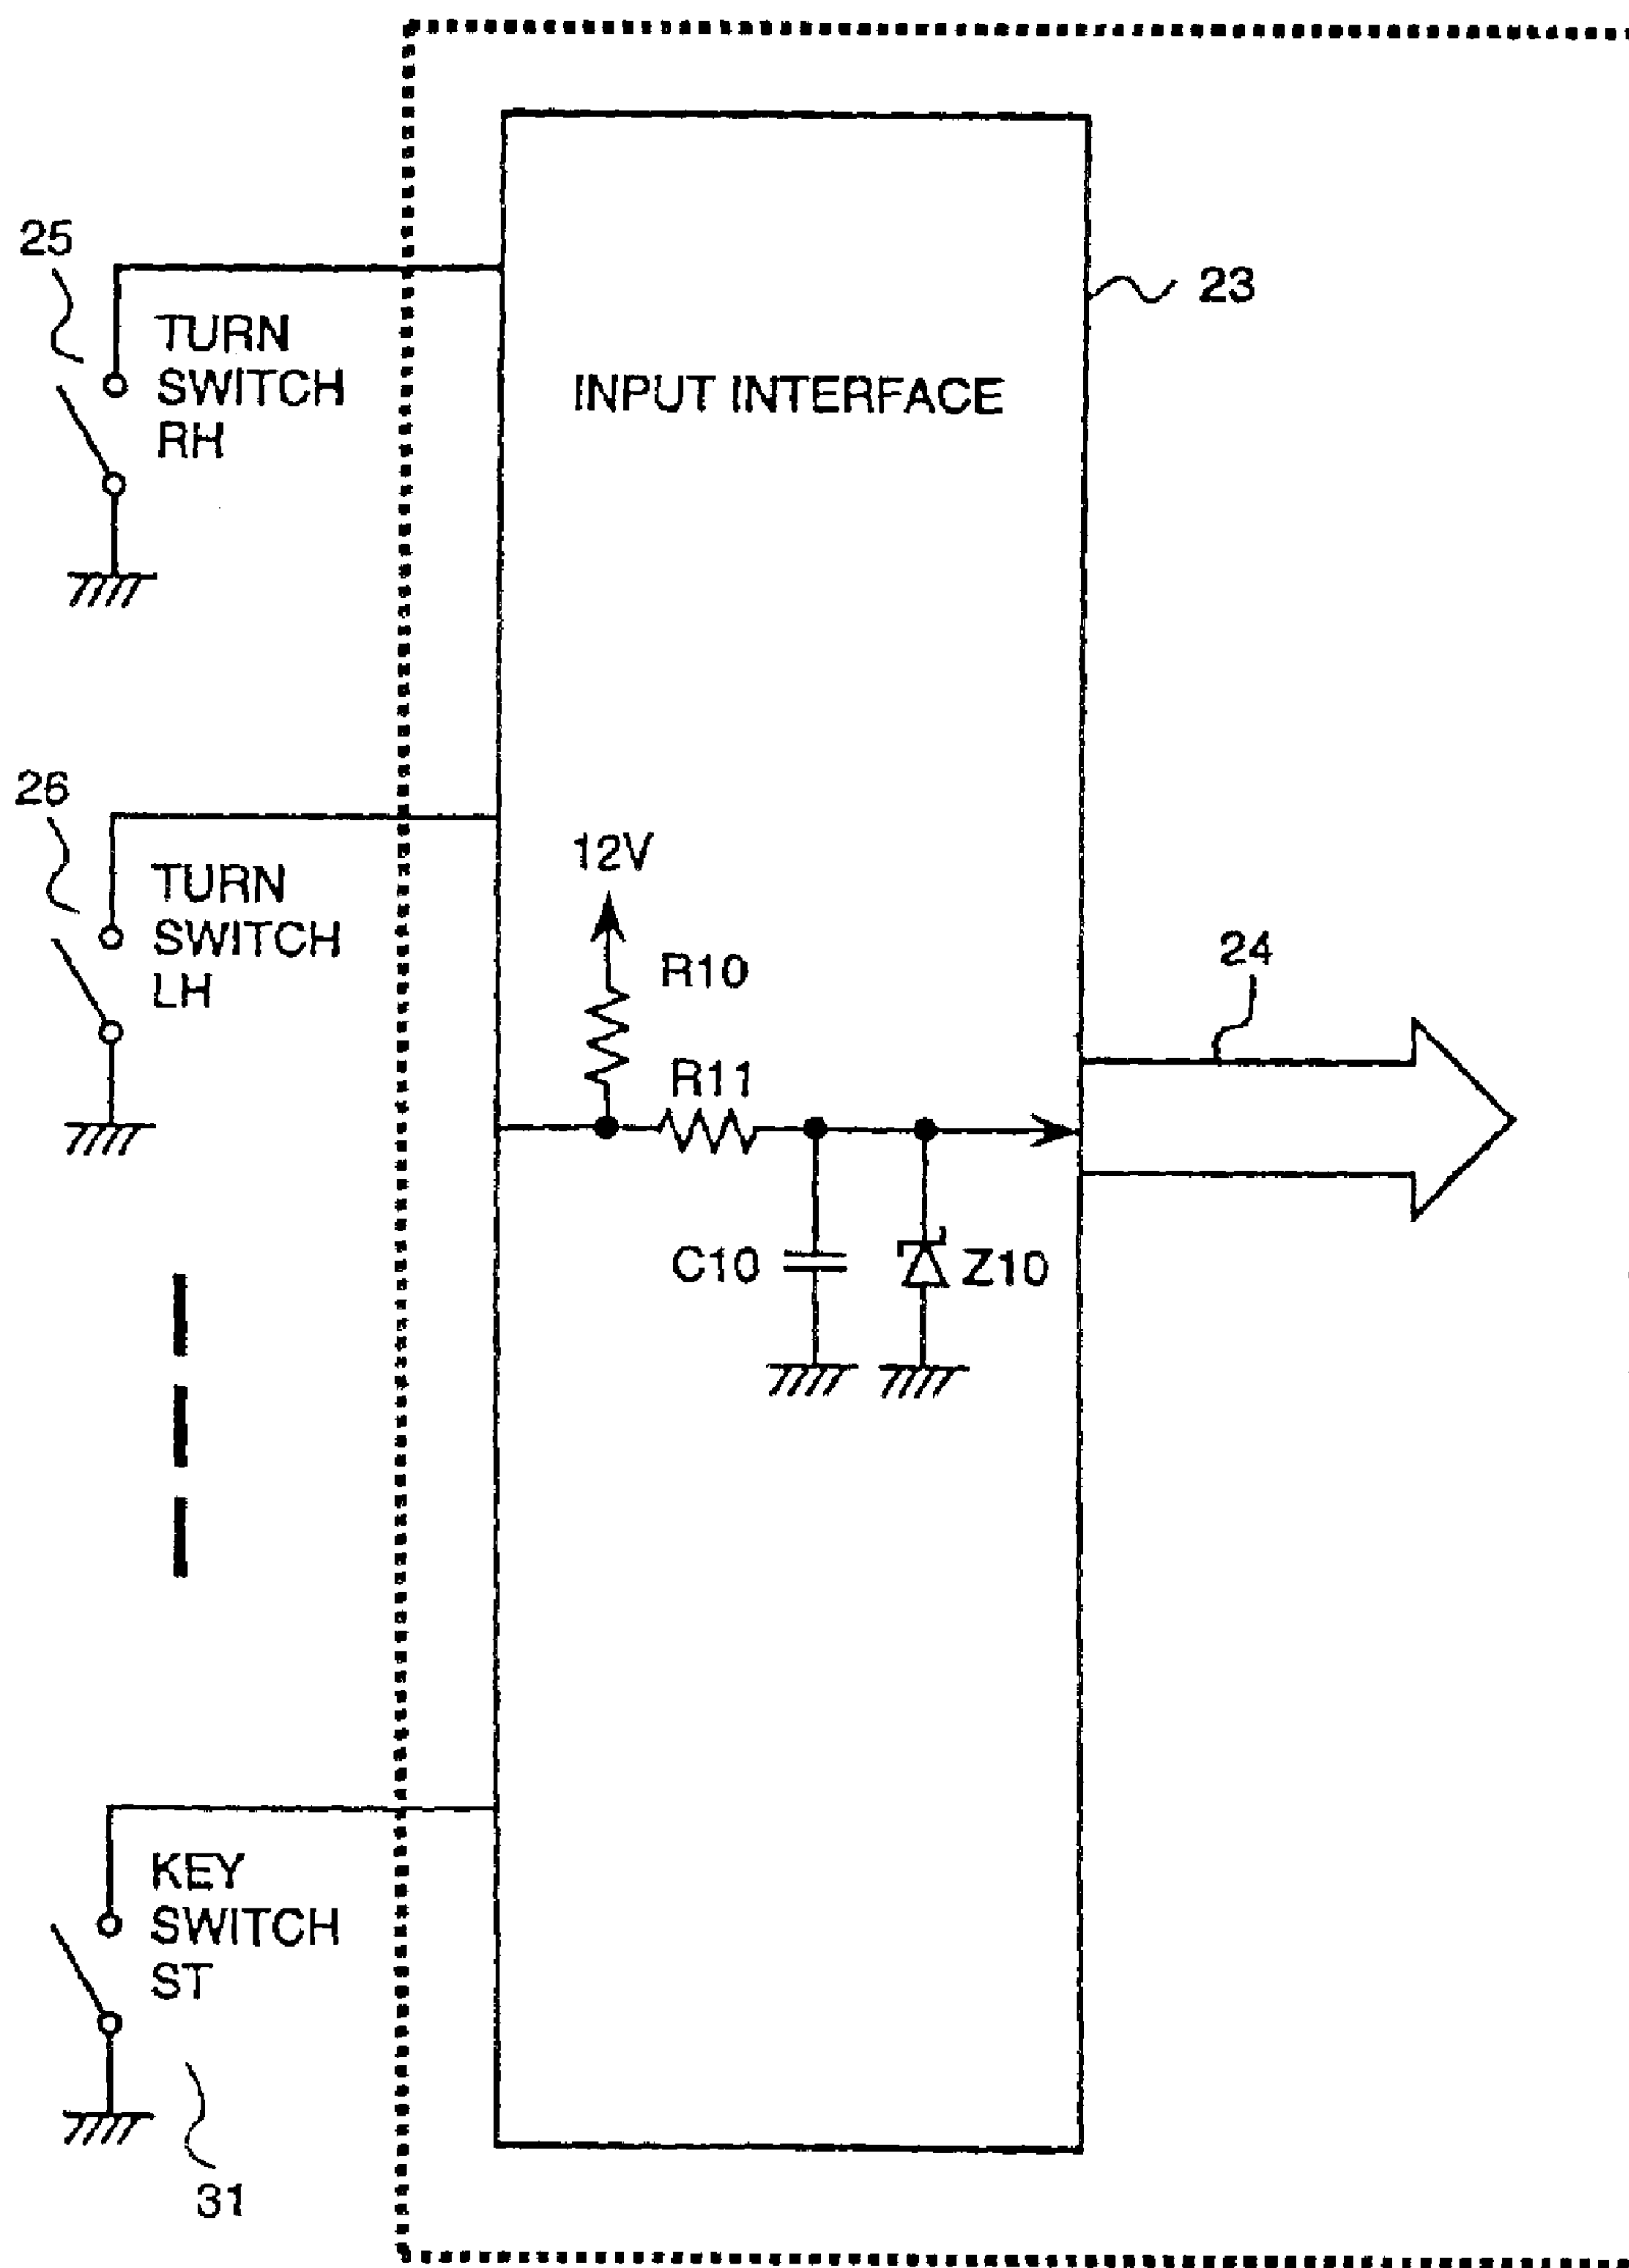 25
TURN
SWITCH
RH
INPUT INTERFACE
23
26
TURN
SWITCH
LH
12V
R10
R11
24
C10
Z10
KEY
SWITCH
ST
31